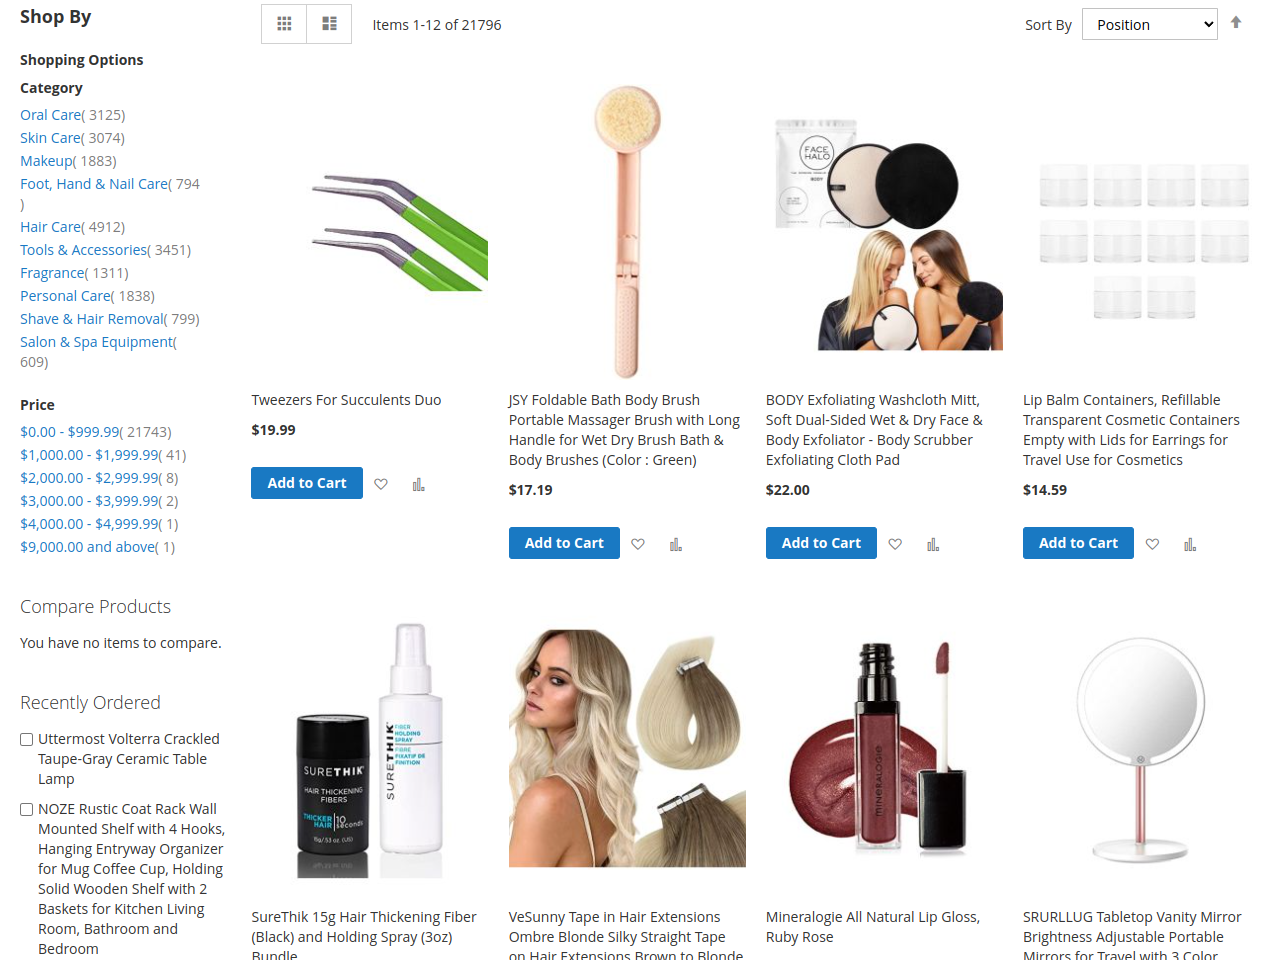 Shop By
Items 1-12 of 21796
Sort By
Position
Shopping Options
Category
Oral Care( 3125)
Skin Care( 3074)
Makeup( 1883)
Foot, Hand & Nail Care( 794
)
Hair Care( 4912)
Tools & Accessories( 3451)
Fragrance( 1311)
Personal Care( 1838)
Shave & Hair Removal( 799)
Salon & Spa Equipment(
609)
Price
$0.00 - $999.99( 21743)
$1,000.00 - $1,999.99( 41)
$2,000.00 - $2,999.99( 8)
$3,000.00 - $3,999.99( 2)
$4,000.00 - $4,999.99( 1)
$9,000.00 and above( 1)
Compare Products
You have no items to compare.
Recently Ordered
Uttermost Volterra Crackled
Taupe-Gray Ceramic Table
Lamp
NOZE Rustic Coat Rack Wall
Mounted Shelf with 4 Hooks,
Hanging Entryway Organizer
for Mug Coffee Cup, Holding
Solid Wooden Shelf with 2
Baskets for Kitchen Living
Room, Bathroom and
Bedroom
Tweezers For Succulents Duo
$19.99
Add to Cart
JSY Foldable Bath Body Brush
Portable Massager Brush with Long
Handle for Wet Dry Brush Bath &
Body Brushes (Color : Green)
$17.19
Add to Cart
FACE
HALO
BODY
BODY Exfoliating Washcloth Mitt,
Soft Dual-Sided Wet & Dry Face &
Body Exfoliator - Body Scrubber
Exfoliating Cloth Pad
$22.00
Add to Cart
Lip Balm Containers, Refillable
Transparent Cosmetic Containers
Empty with Lids for Earrings for
Travel Use for Cosmetics
$14.59
Add to Cart
SURETHIK
HAIR THICKENING
FIBERS
THICKER
HAIR
10
seconds
15g/.53 oz. (US)
SURETHIK
FIBER
HOLDING
SPRAY
FIBRE
FIXATIF DE
FINITION
SureThik 15g Hair Thickening Fiber
(Black) and Holding Spray (3oz)
Bundle
VeSunny Tape in Hair Extensions
Ombre Blonde Silky Straight Tape
on Hair Extensions Brown to Blonde
MINERALOGIE
Mineralogie All Natural Lip Gloss,
Ruby Rose
SRURLLUG Tabletop Vanity Mirror
Brightness Adjustable Portable
Mirrors for Travel with 3 Color